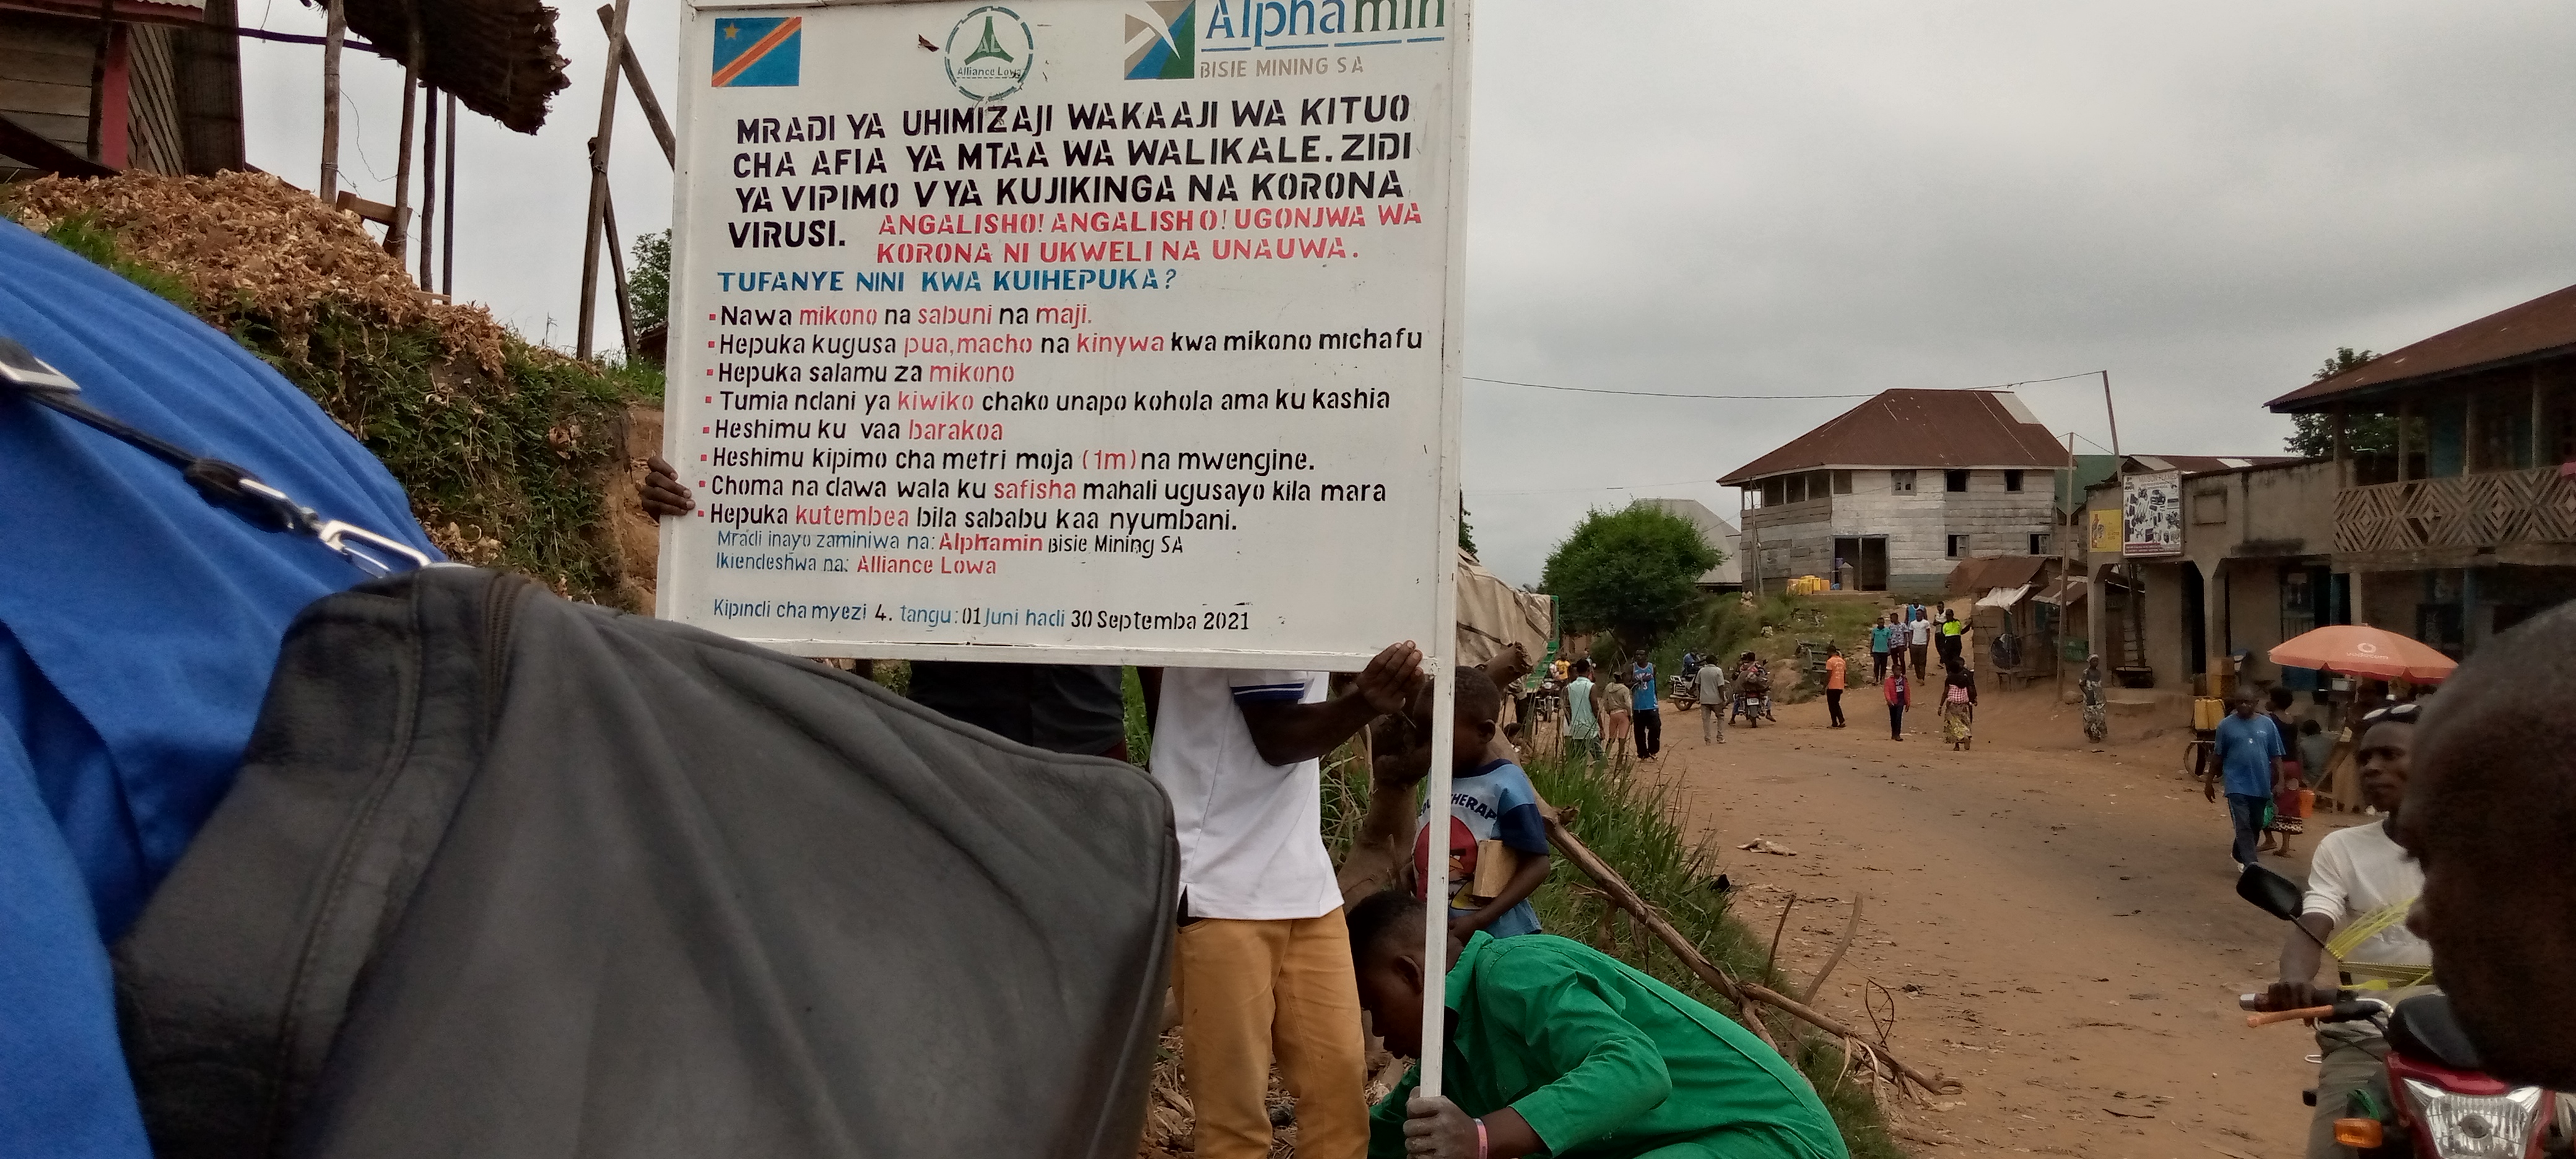 Alliance Lowa
Alphamin
BISIE MINING SA
MRADI YA UHIMIZAJI WAKAAJI WA KITUO
CHA AFIA YA MTAA WA WALIKALE. ZIDI
YA VIPIMO VYA KUJIKINGA NA KORONA
VIRUSI. ANGALISHO! ANGALISHO! UGONJWA WA
KORONA NI UKWELI NA UNAUWA.
TUFANYE NINI KWA KUIHEPUKA?
▪Nawa mikono na sabuni na maji.
▪Hepuka kugusa pua,macho na kinywa kwa mikono michafu
▪Hepuka salamu za mikono
▪Tumia ndani ya kiwiko chako unapo kohola ama ku kashia
▪Heshimu ku vaa barakoa
▪Heshimu kipimo cha metri moja (1m) na mwengine.
▪Choma na dawa wala ku safisha mahali ugusayo kila mara
▪Hepuka kutembea bila sababu kaa nyumbani.
Mradi inayo zaminiwa na: Alphamin Bisie Mining SA
Ikiendeshwa na: Alliance Lowa
Kipindi cha myezi 4. tangu: 01 Juni hadi 30 Septemba 2021
vodacom